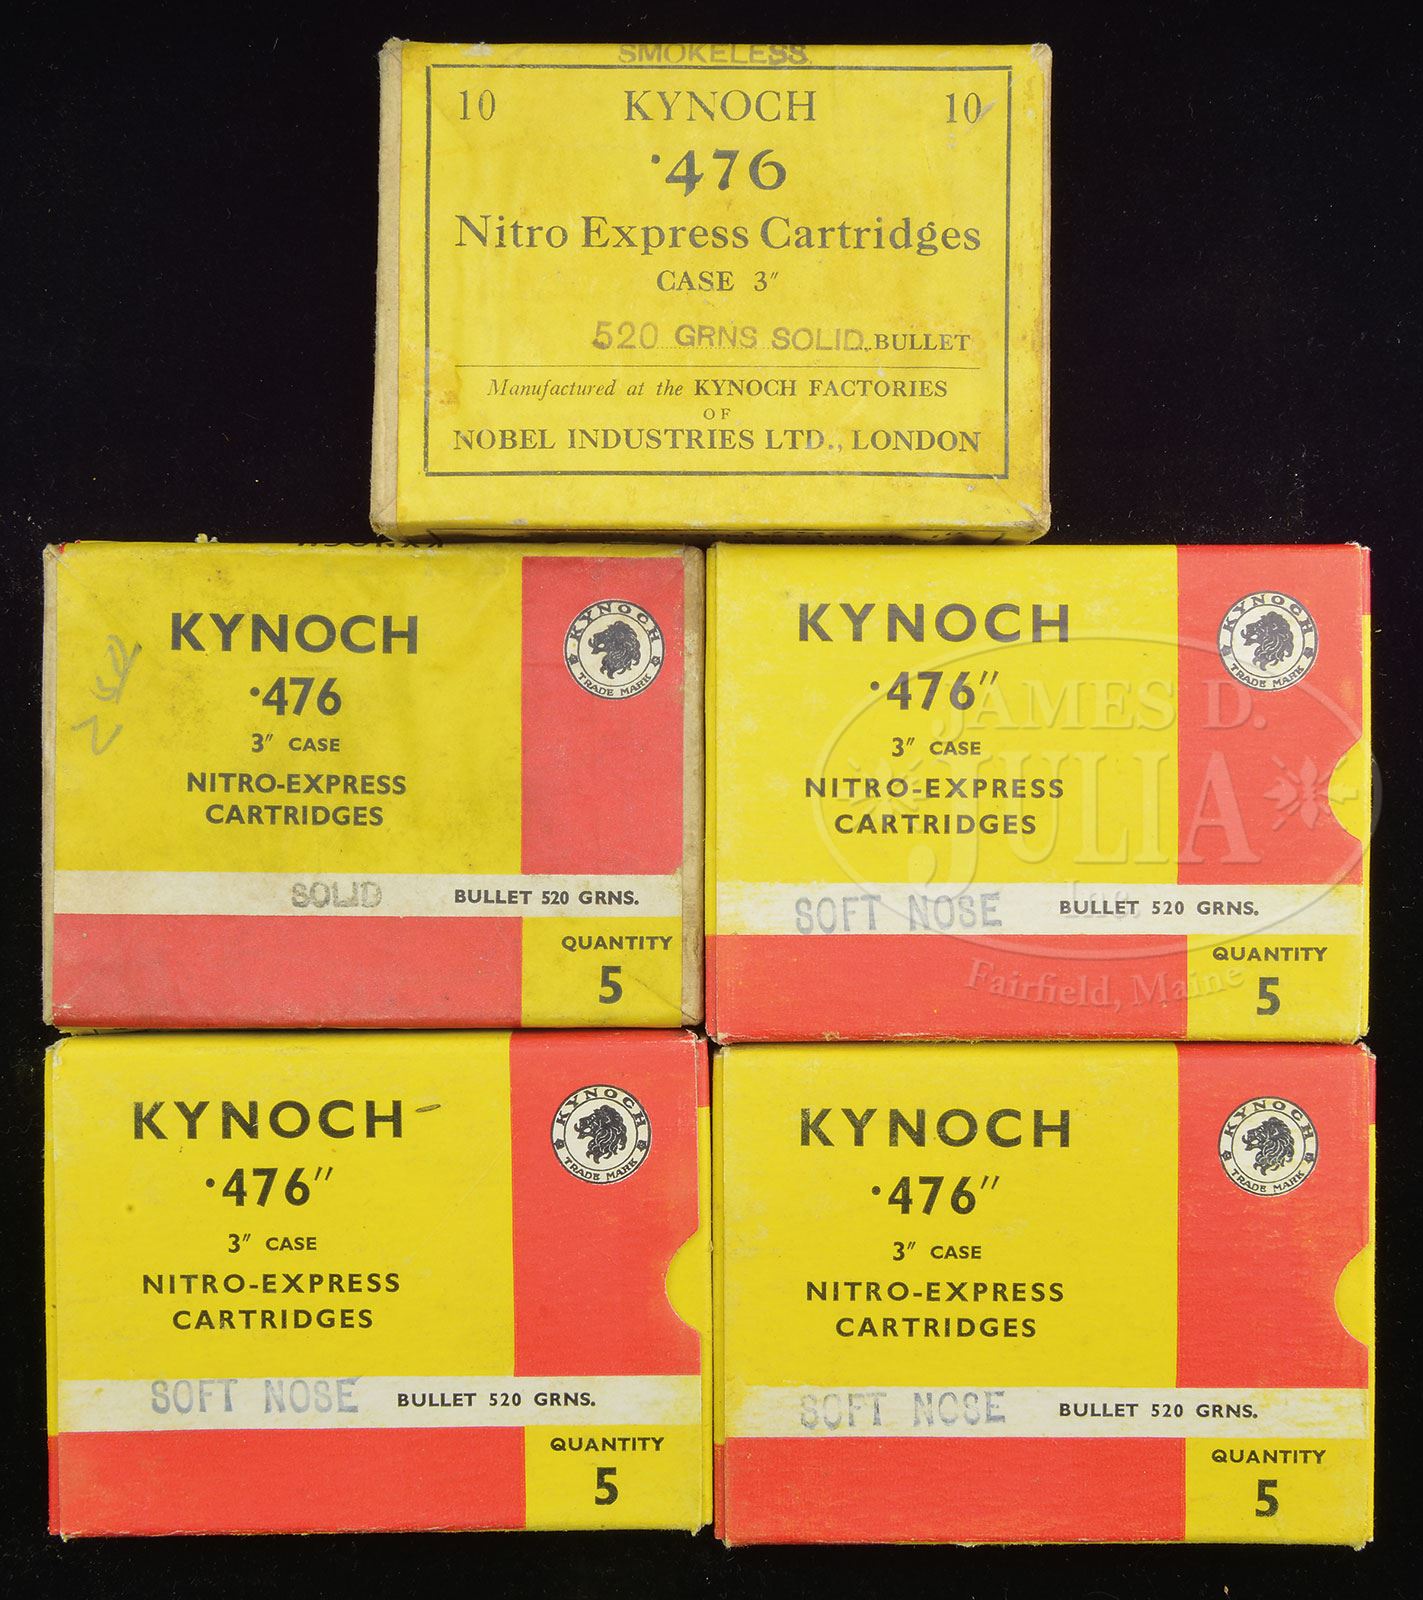 SMOKELESS
10 KYNOCH 10
·476
Nitro Express Cartridges
CASE 3"
520 GRNS SOLID BULLET
Manufactured at the KYNOCH FACTORIES
OF
NOBEL INDUSTRIES LTD., LONDON
KYNOCH
KYNOCH
·476
3" CASE
NITRO-EXPRESS
CARTRIDGES
SOLID BULLET 520 GRNS.
QUANTITY
5
KYNOCH
TRADE MARK
KYNOCH
·476"
3" CASE
NITRO-EXPRESS
CARTRIDGES
SOFT NOSE BULLET 520 GRNS.
QUANTITY
5
KYNOCH
TRADE MARK
JAMES D.
JULIA
Inc.
Fairfield, Maine
KYNOCH
·476"
3" CASE
NITRO-EXPRESS
CARTRIDGES
SOFT NOSE BULLET 520 GRNS.
QUANTITY
5
KYNOCH
TRADE MARK
KYNOCH
·476"
3" CASE
NITRO-EXPRESS
CARTRIDGES
SOFT NOSE BULLET 520 GRNS.
QUANTITY
5
KYNOCH
TRADE MARK